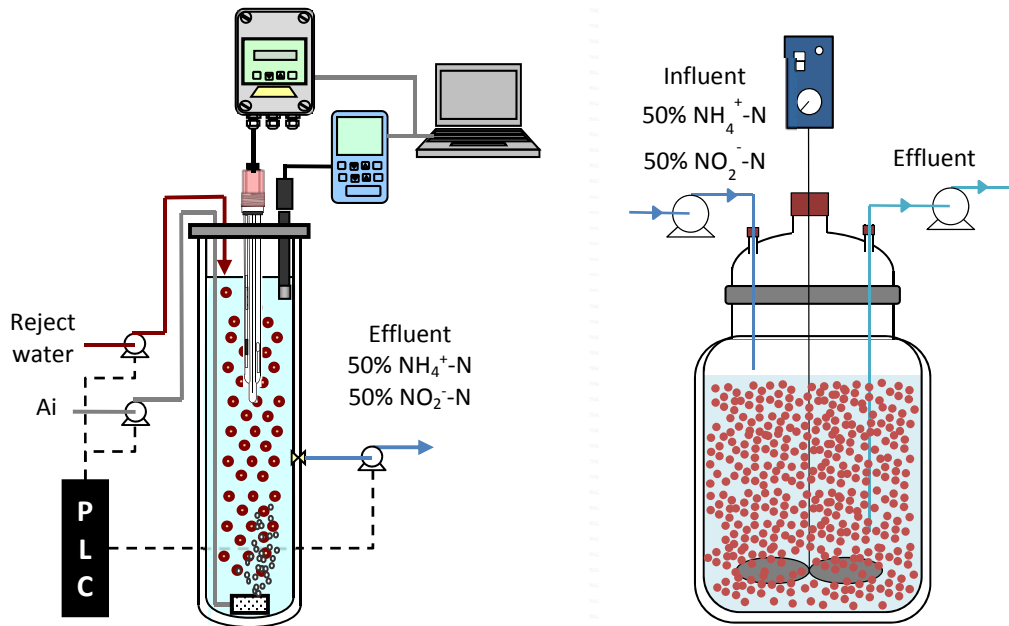 Reject
water
Ai
P
L
C
Effluent
50% NH₄⁺-N
50% NO₂⁻-N
Influent
50% NH₄⁺-N
50% NO₂⁻-N
Effluent